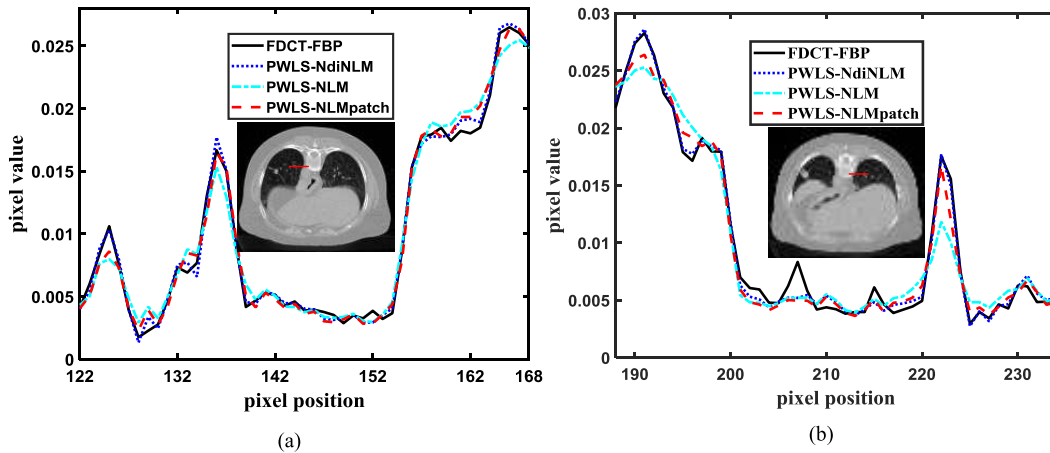 0.025
0.02
0.015
0.01
0.005
0
pixel value
FDCT-FBP
PWLS-NdiNLM
PWLS-NLM
PWLS-NLMpatch
122 132 142 152 162 168
pixel position
(a)
0.03
0.025
0.02
0.015
0.01
0.005
0
pixel value
FDCT-FBP
PWLS-NdiNLM
PWLS-NLM
PWLS-NLMpatch
190 200 210 220 230
pixel position
(b)